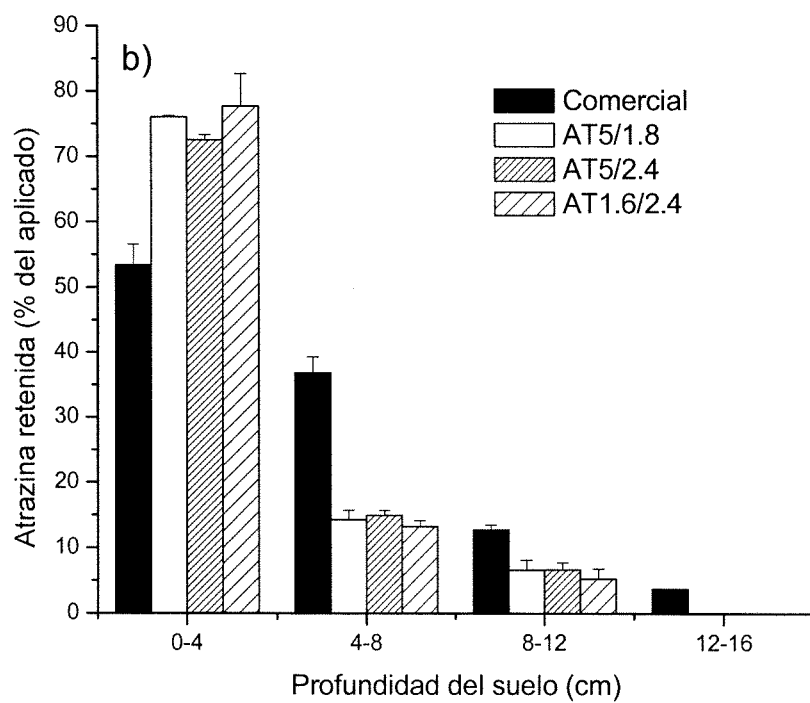 b)
Comercial
AT5/1.8
AT5/2.4
AT1.6/2.4
Atrazina retenida (% del aplicado)
90
80
70
60
50
40
30
20
10
0
0-4 4-8 8-12 12-16
Profundidad del suelo (cm)